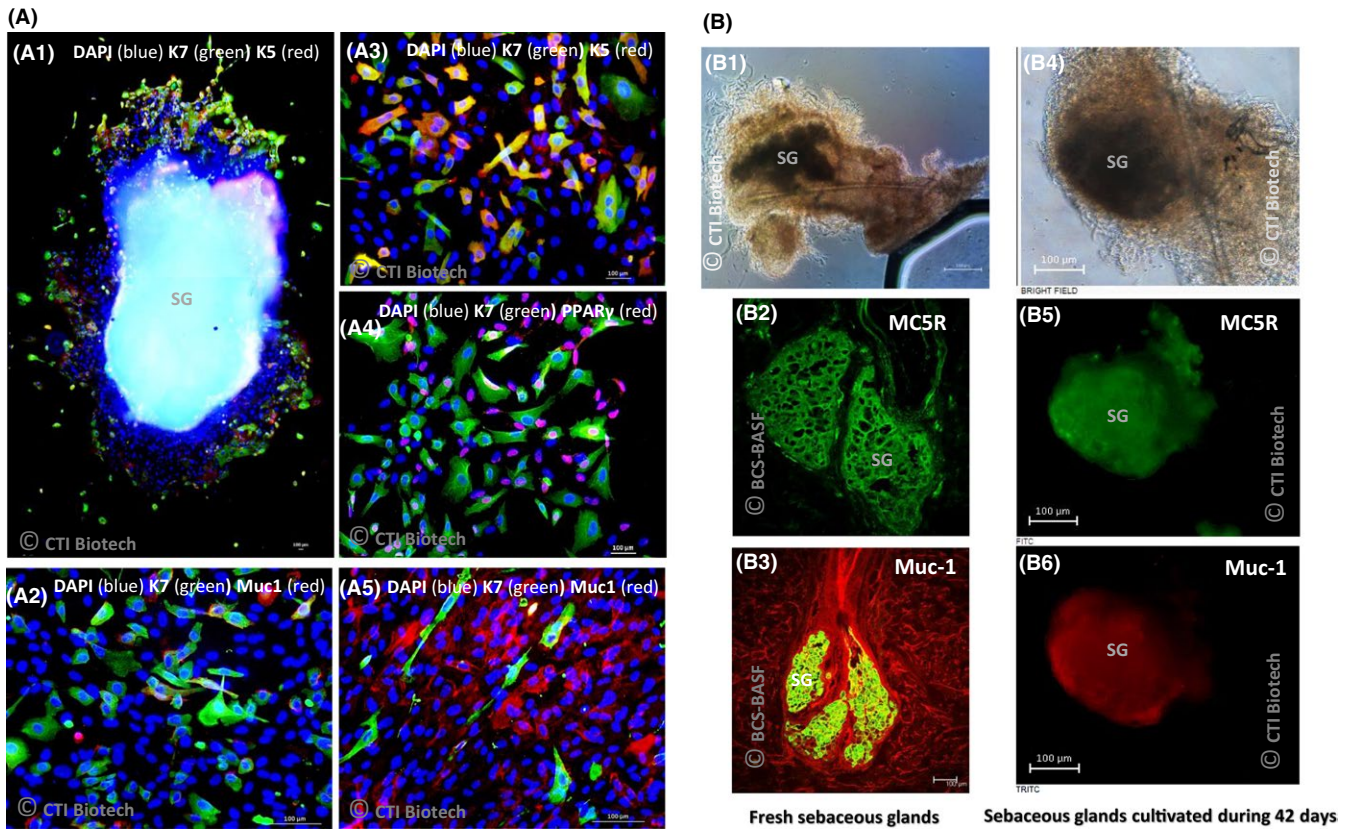 (A)
(A1) DAPI (blue) K7 (green) K5 (red)
SG
© CTI Biotech
100 µm
(A3) DAPI (blue) K7 (green) K5 (red)
© CTI Biotech
100 µm
DAPI (blue) K7 (green) PPARγ (red)
(A4)
© CTI Biotech
100 µm
(A2) DAPI (blue) K7 (green) Muc1 (red)
© CTI Biotech
100 µm
(A5) DAPI (blue) K7 (green) Muc1 (red)
© CTI Biotech
100 µm
(B)
(B1)
SG
© CTI Biotech
(B4)
SG
© CTI Biotech
100 µm
BRIGHT FIELD
(B2) MC5R
SG
© BCS-BASF
(B5) MC5R
SG
© CTI Biotech
100 µm
FITC
(B3) Muc-1
SG
© BCS-BASF
100 µm
(B6) Muc-1
SG
© CTI Biotech
100 µm
TRITC
Fresh sebaceous glands
Sebaceous glands cultivated during 42 days